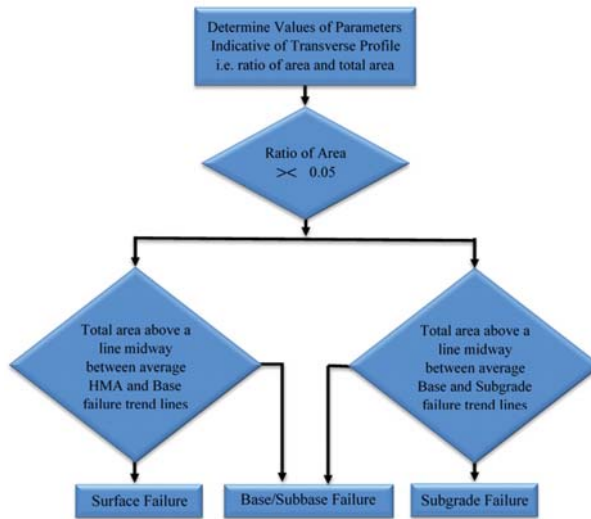 Determine Values of Parameters
Indicative of Transverse Profile
i.e. ratio of area and total area
Ratio of Area
>< 0.05
Total area above a
line midway
between average
HMA and Base
failure trend lines
Total area above a
line midway
between average
Base and Subgrade
failure trend lines
Surface Failure
Base/Subbase Failure
Subgrade Failure